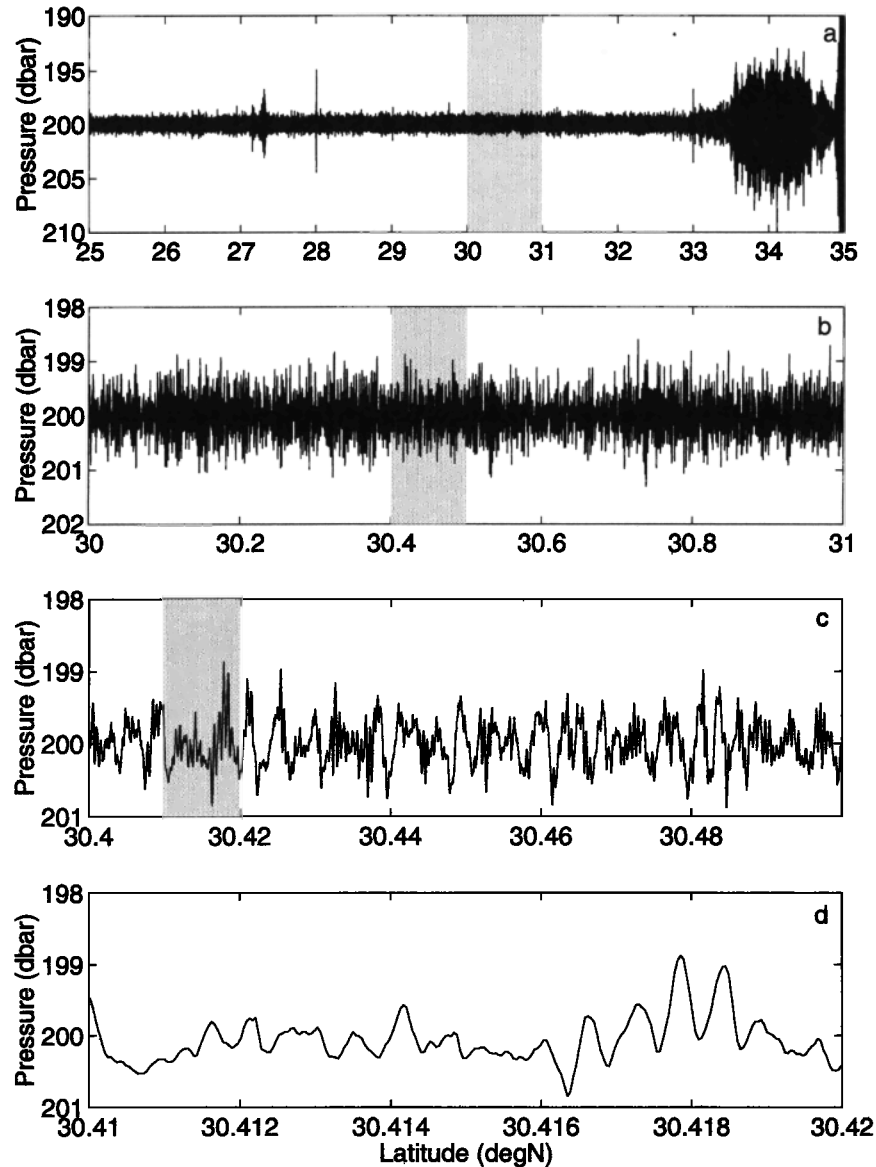 a
Pressure (dbar)
190
195
200
205
210
25 26 27 28 29 30 31 32 33 34 35
b
Pressure (dbar)
198
199
200
201
202
30 30.2 30.4 30.6 30.8 31
c
Pressure (dbar)
198
199
200
201
30.4 30.42 30.44 30.46 30.48
d
Pressure (dbar)
198
199
200
201
30.41 30.412 30.414 30.416 30.418 30.42
Latitude (degN)